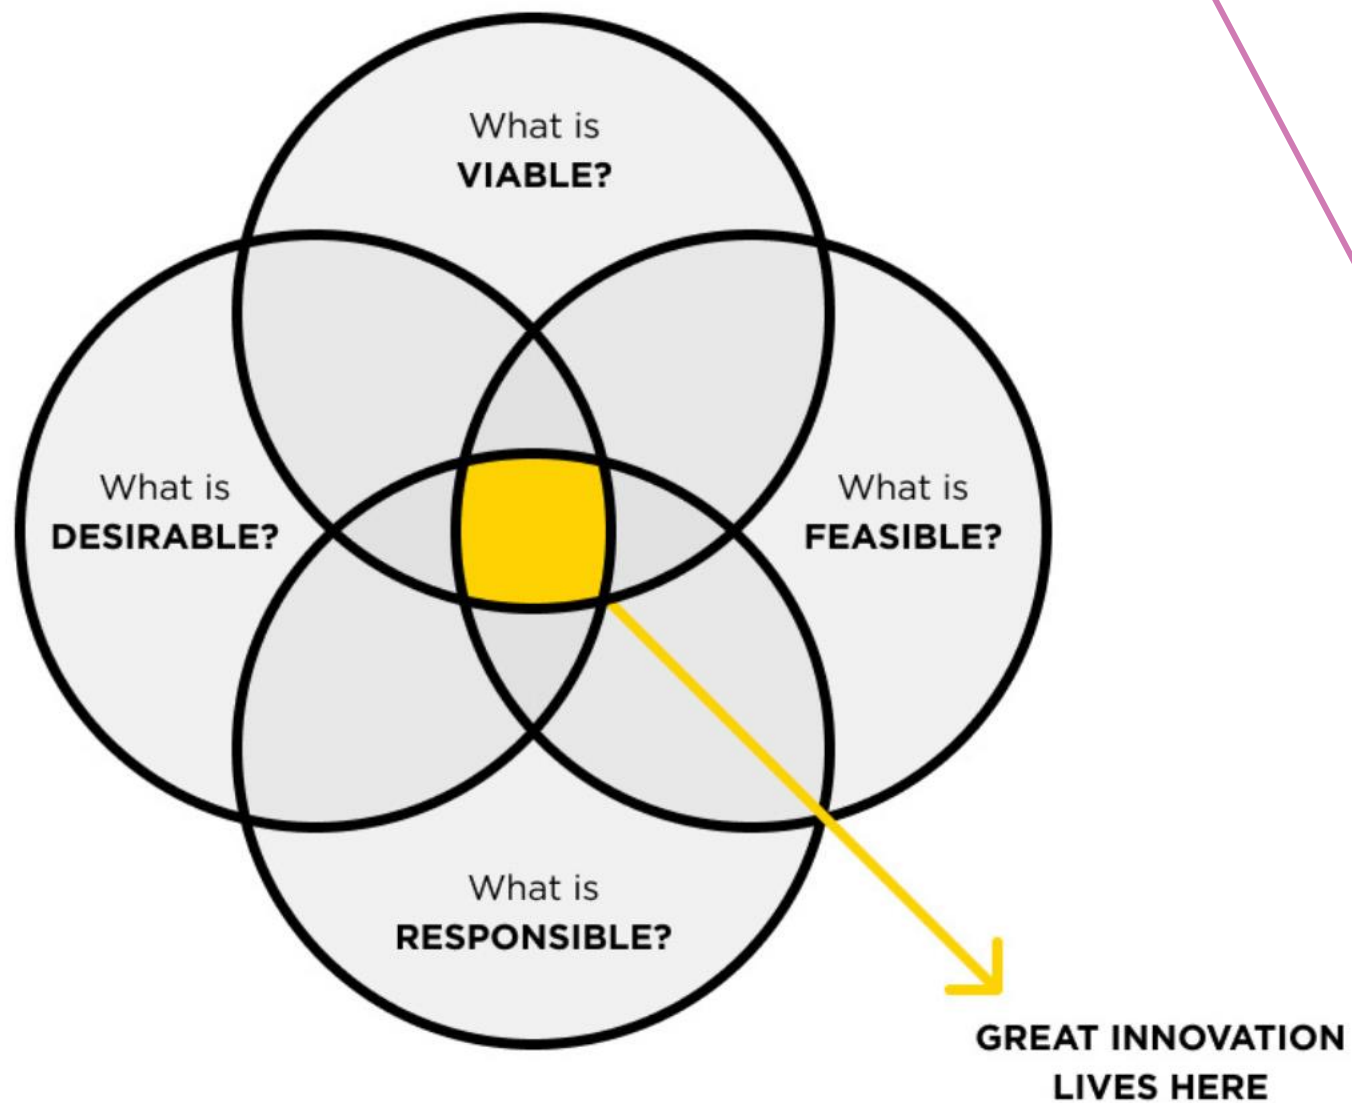 What is
VIABLE?
What is
DESIRABLE?
What is
FEASIBLE?
What is
RESPONSIBLE?
GREAT INNOVATION
LIVES HERE